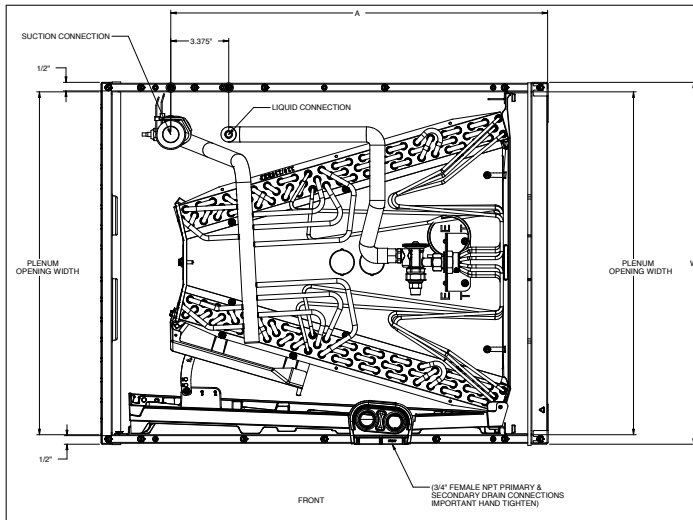 A
SUCTION CONNECTION
3.375"
1/2"
LIQUID CONNECTION
PLENUM
OPENING WIDTH
PLENUM
OPENING WIDTH
W
1/2"
(3/4" FEMALE NPT PRIMARY &
SECONDARY DRAIN CONNECTIONS
IMPORTANT HAND TIGHTEN)
FRONT